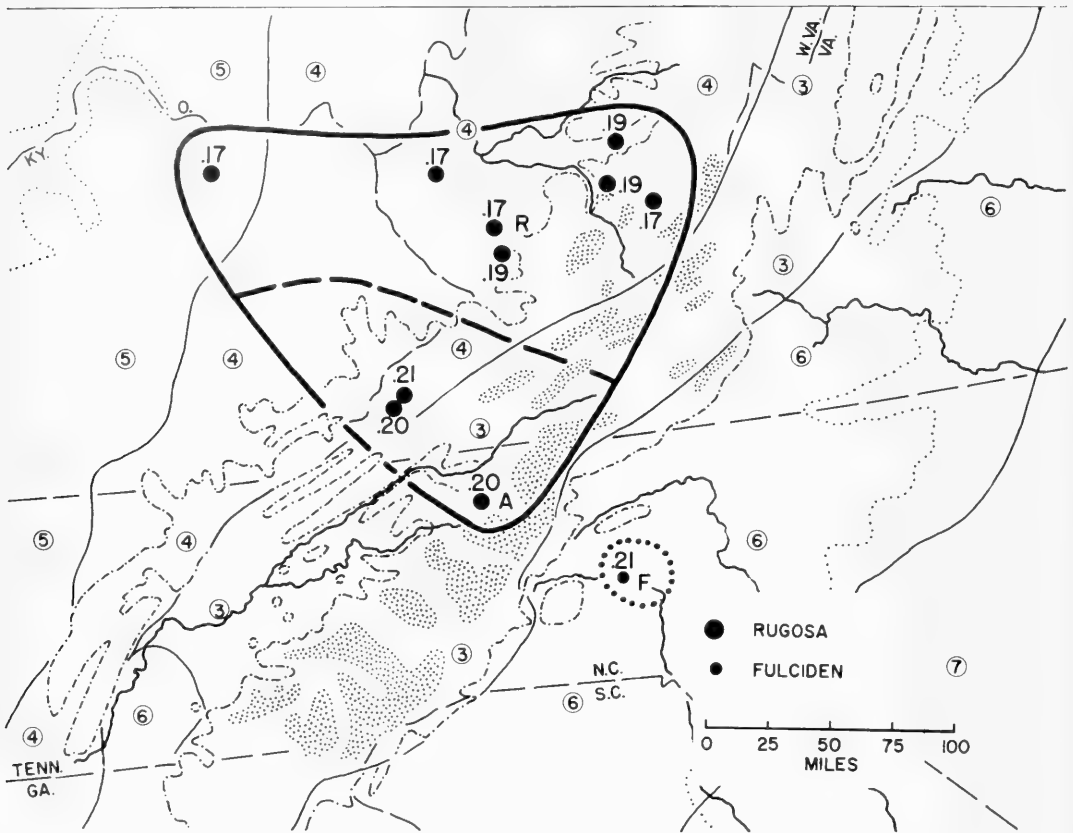 W. VA.
VA.
⑤
④
④
③
O.
KY.
④
.19
.17
.17
.19
.17
.17
R
.19
⑥
③
⑤
④
④
⑥
.21
.20
③
.20
A
⑤
④
⑥
.21
F
③
RUGOSA
③
N.C.
S.C.
⑦
FULCIDEN
⑥
⑥
④
0 25 50 75 100
MILES
TENN.
GA.